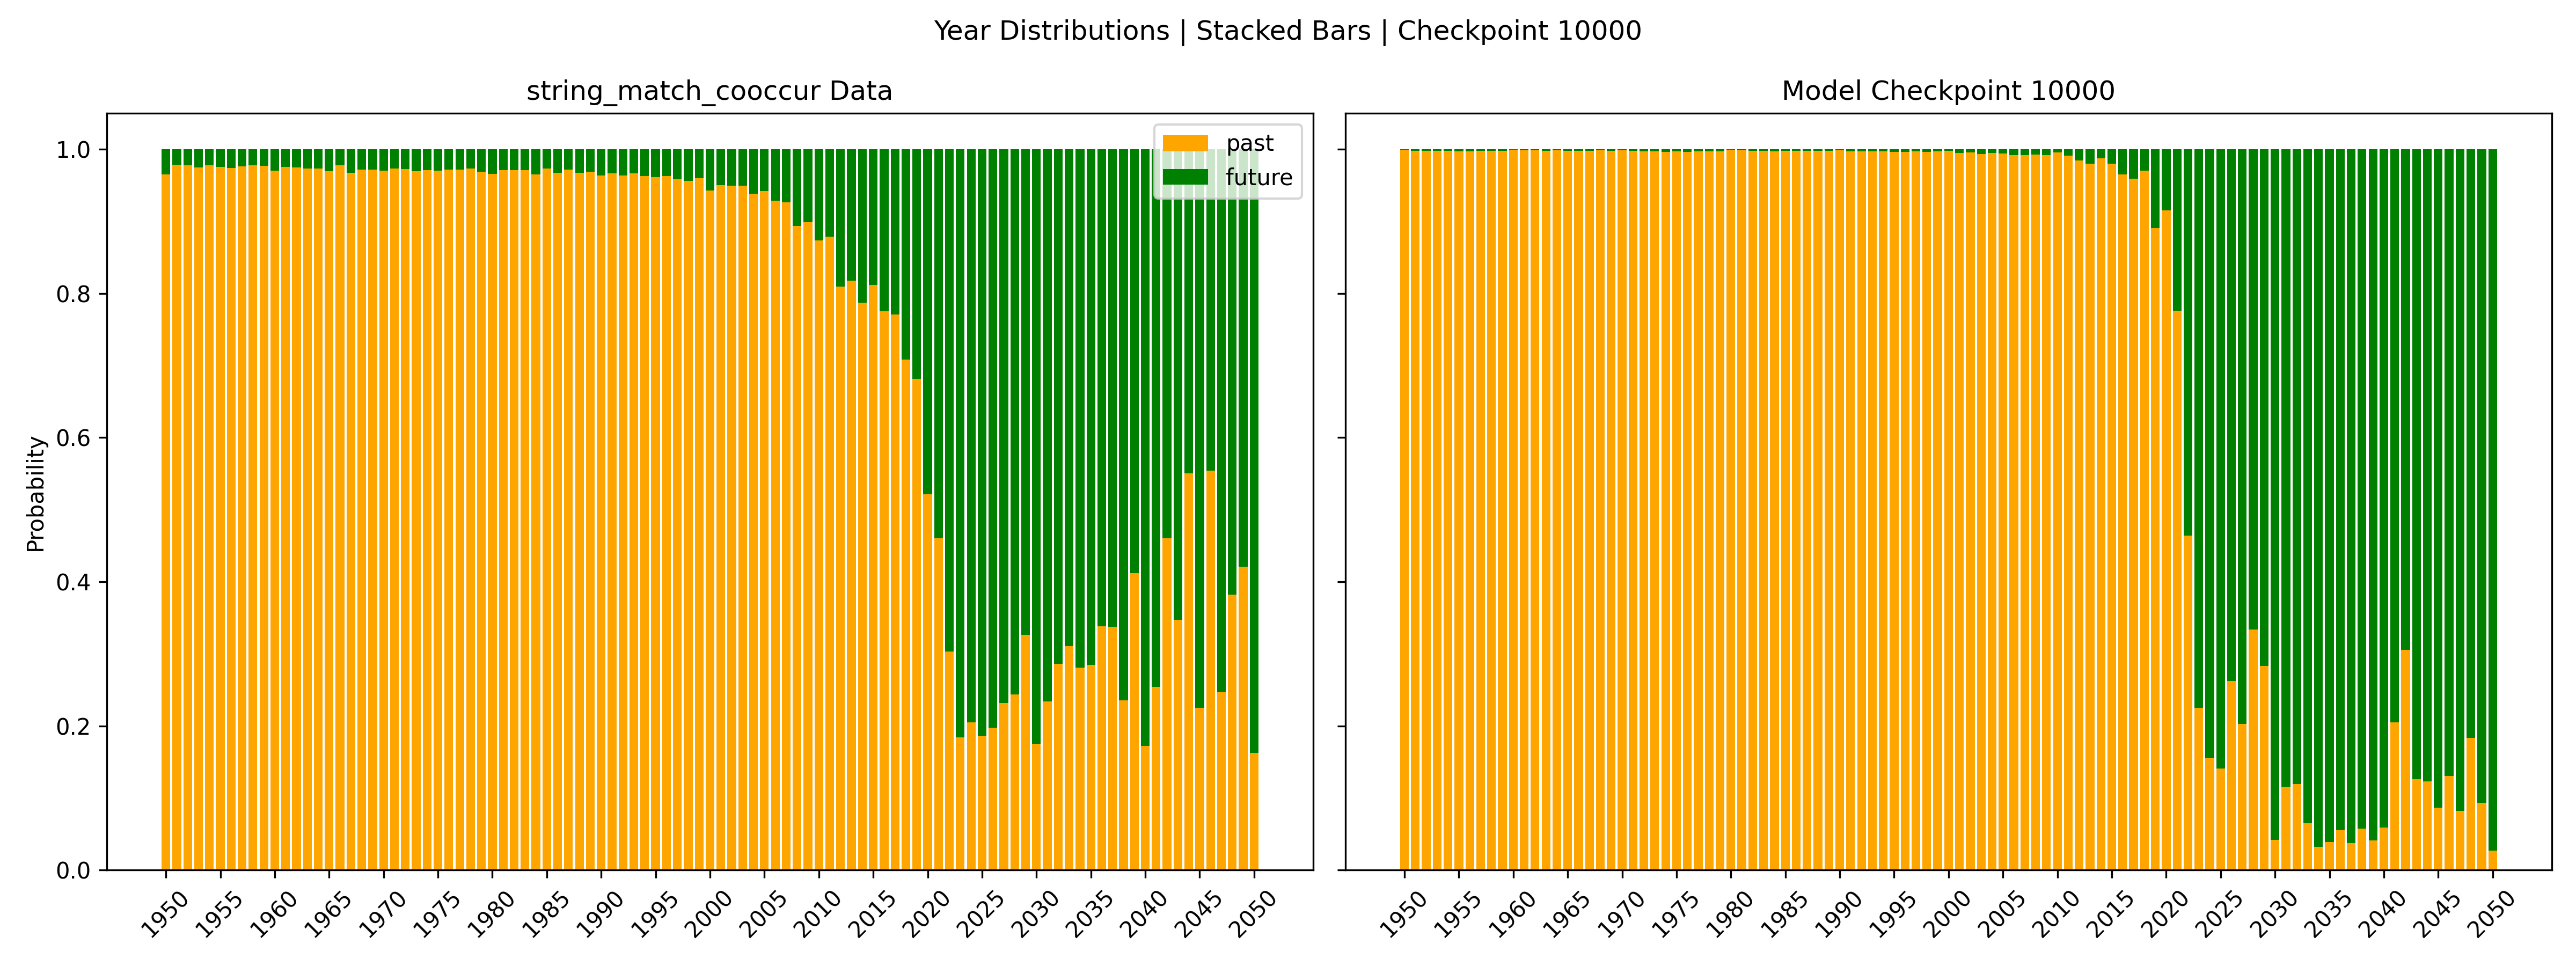 Year Distributions | Stacked Bars | Checkpoint 10000
string_match_cooccur Data
Model Checkpoint 10000
past
future
Probability
1.0
0.8
0.6
0.4
0.2
0.0
1950 1955 1960 1965 1970 1975 1980 1985 1990 1995 2000 2005 2010 2015 2020 2025 2030 2035 2040 2045 2050
1950 1955 1960 1965 1970 1975 1980 1985 1990 1995 2000 2005 2010 2015 2020 2025 2030 2035 2040 2045 2050